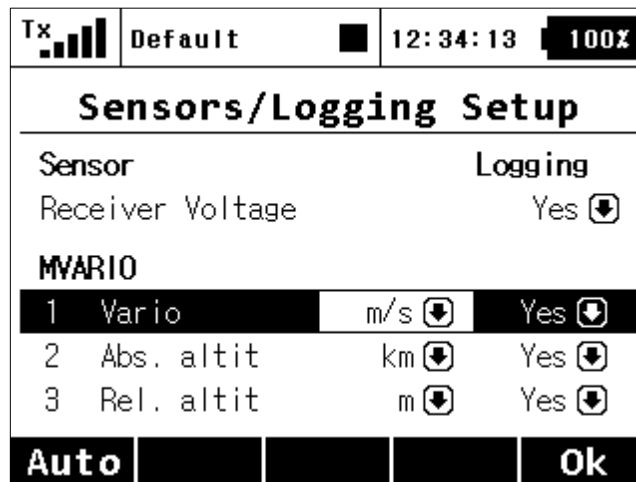 Tx Default 12:34:13 100%
Sensors/Logging Setup
Sensor Logging
Receiver Voltage Yes
MVARIO
1 Vario m/s Yes
2 Abs. altit km Yes
3 Rel. altit m Yes
Auto Ok